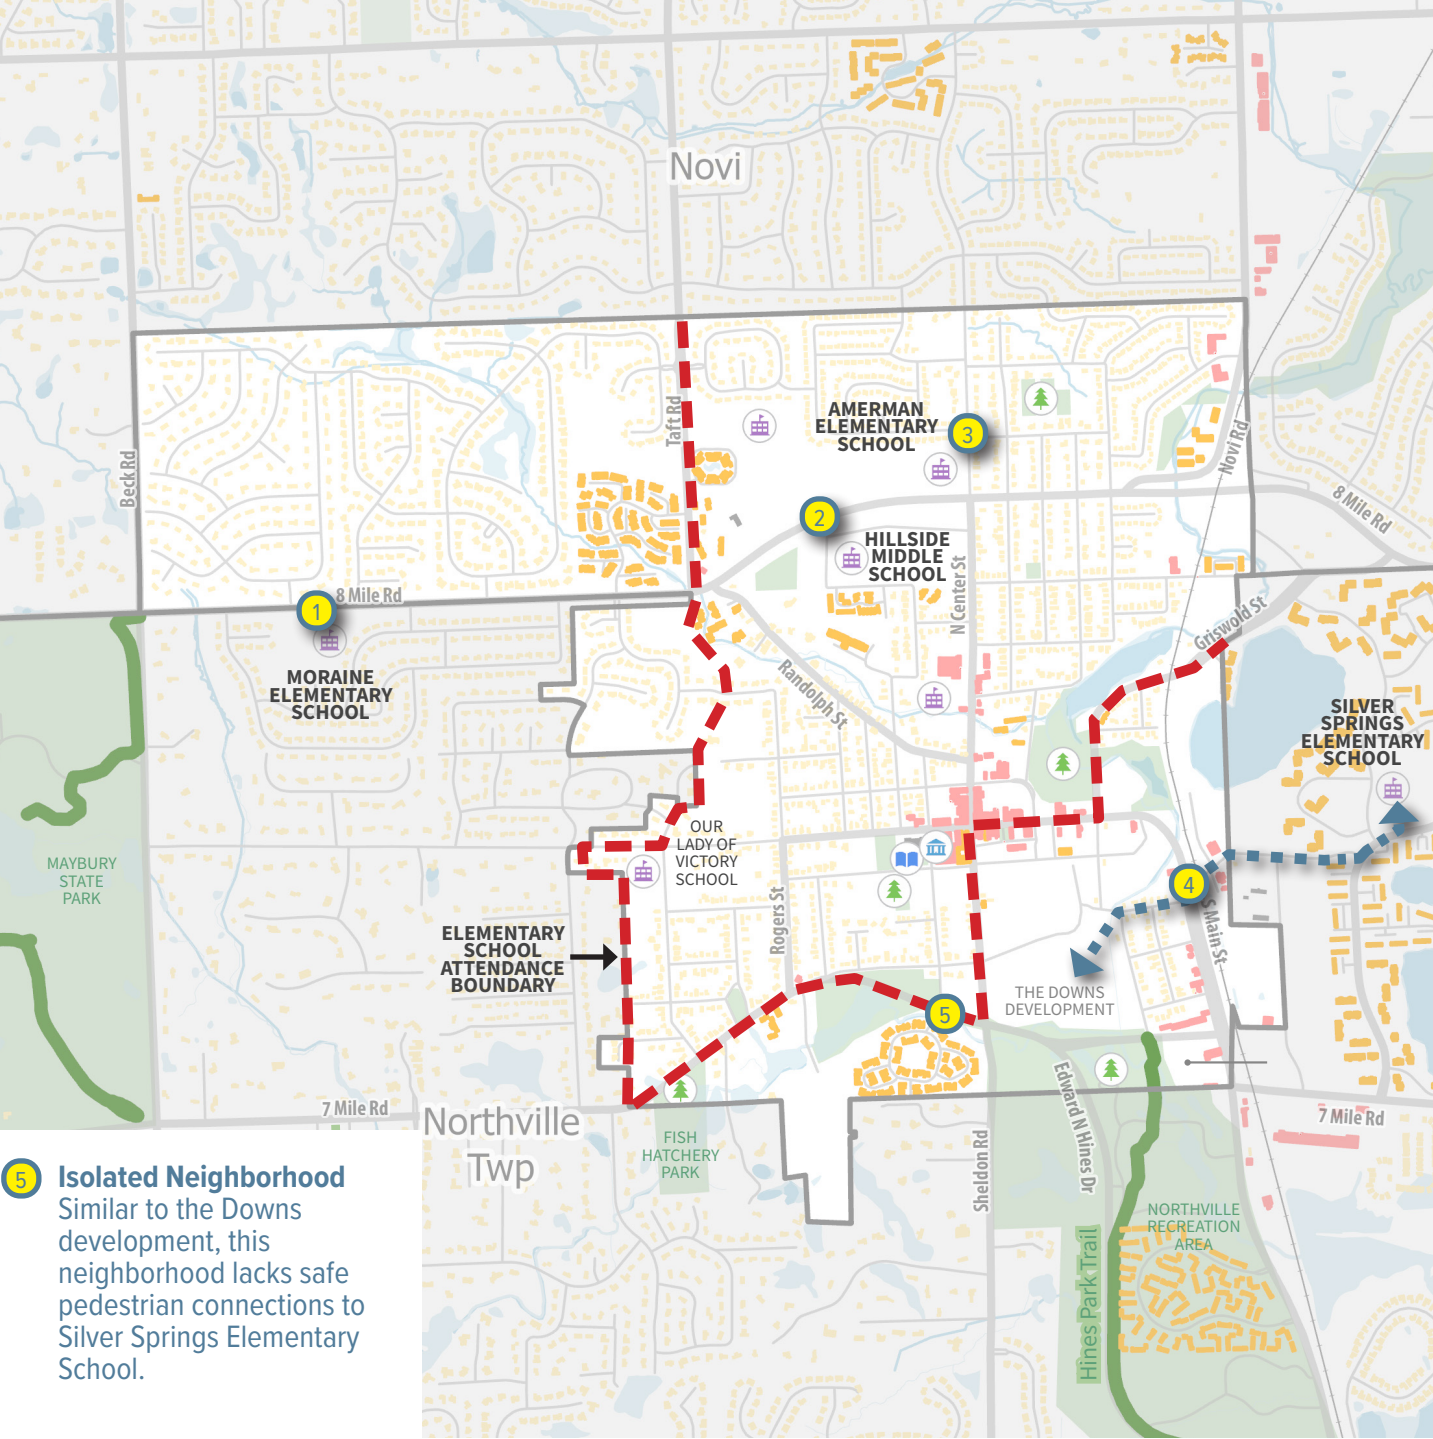 Novi
Taft Rd
AMERMAN
ELEMENTARY
SCHOOL
3
Beck Rd
Novi Rd
8 Mile Rd
2
HILLSIDE
MIDDLE
SCHOOL
N Center St
8 Mile Rd
1
MORAINE
ELEMENTARY
SCHOOL
Griswold St
Randolph St
SILVER
SPRINGS
ELEMENTARY
SCHOOL
OUR
LADY OF
VICTORY
SCHOOL
MAYBURY
STATE
PARK
4
Rogers St
S Main St
ELEMENTARY
SCHOOL
ATTENDANCE
BOUNDARY
THE DOWNS
DEVELOPMENT
5
Edward N Hines Dr
7 Mile Rd
Northville
Twp
7 Mile Rd
FISH
HATCHERY
PARK
Sheldon Rd
NORTHVILLE
RECREATION
AREA
Hines Park Trail
5
Isolated Neighborhood
Similar to the Downs
development, this
neighborhood lacks safe
pedestrian connections to
Silver Springs Elementary
School.